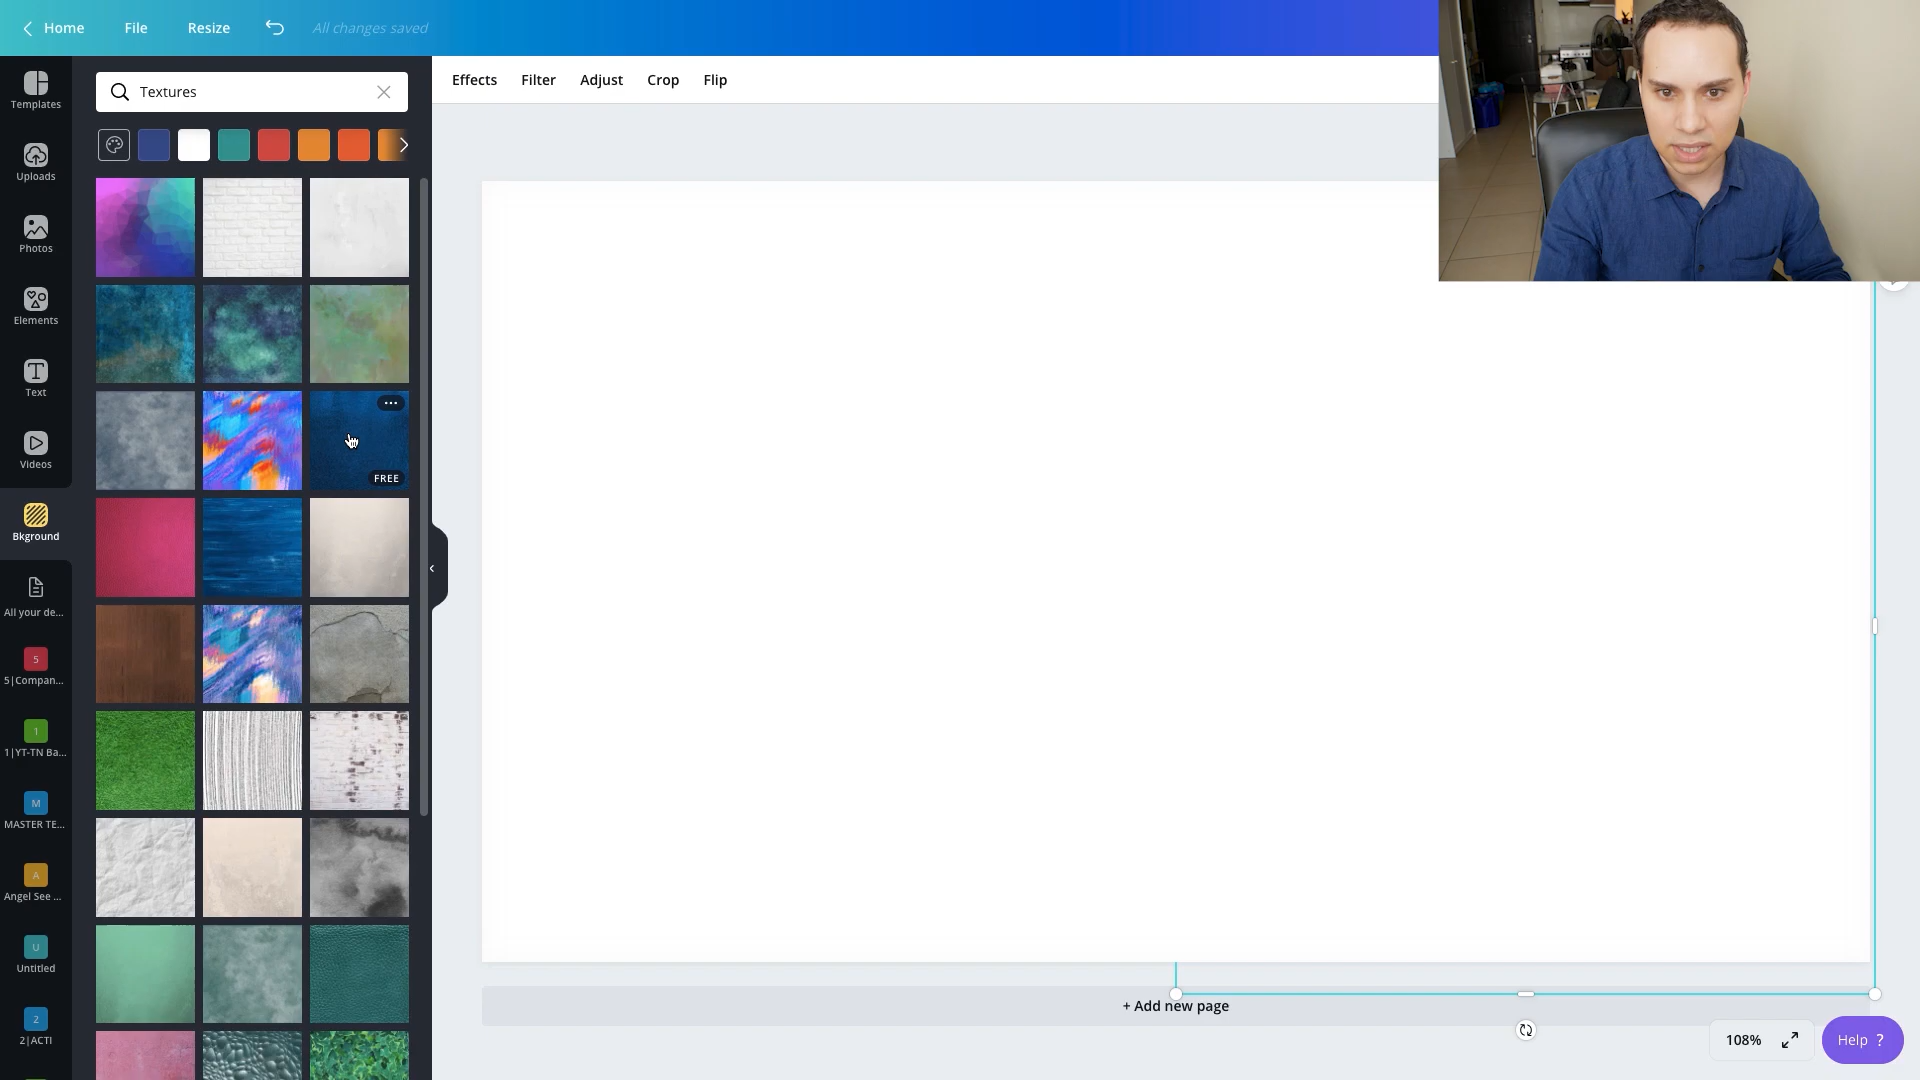 Home File Resize All changes saved
Textures
Effects Filter Adjust Crop Flip
Templates
Uploads
Photos
Elements
Text
Videos
Bkground
All your de...
5
5|Compan...
1
1|YT-TN Ba...
M
MASTER TE...
A
Angel See ...
U
Untitled
2
2|ACTI
FREE
+ Add new page
108%
Help ?